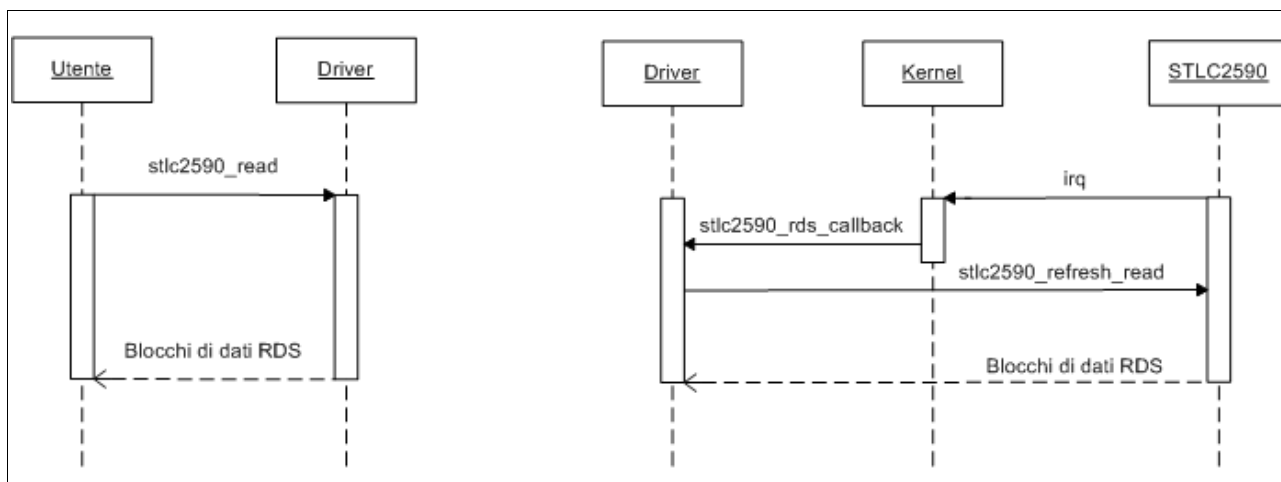 Utente
Driver
Driver
Kernel
STLC2590
stlc2590_read
irq
stlc2590_rds_callback
stlc2590_refresh_read
Blocchi di dati RDS
Blocchi di dati RDS